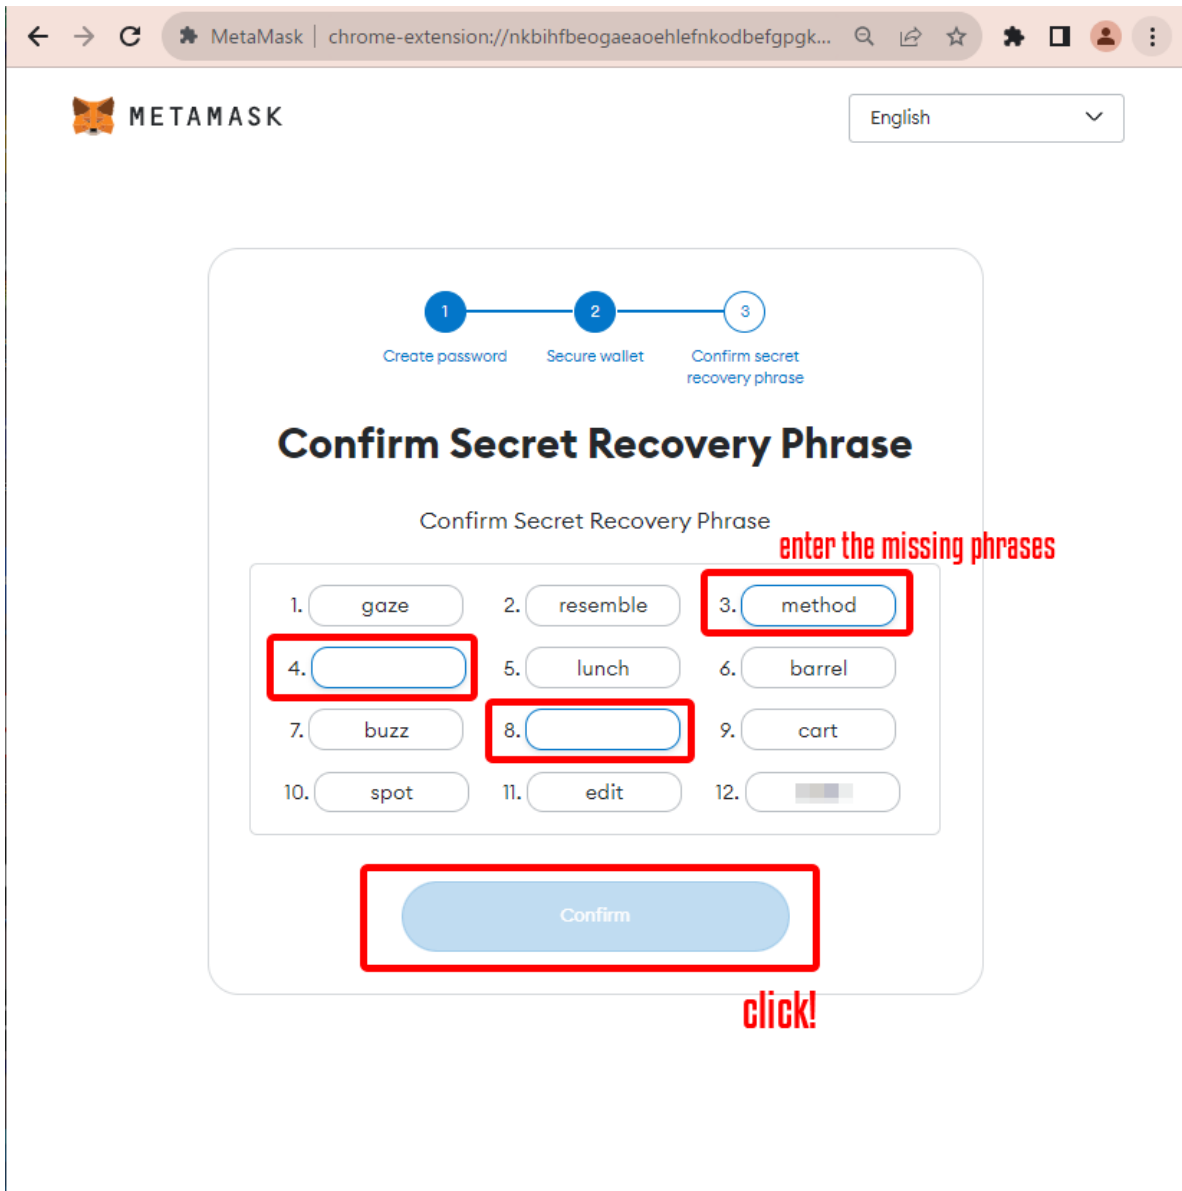 MetaMask | chrome-extension://nkbihfbeogaeaoehlefnkodbefgpgk...
METAMASK
English
1
2
3
Create password
Secure wallet
Confirm secret
recovery phrase
Confirm Secret Recovery Phrase
Confirm Secret Recovery Phrase
enter the missing phrases
1. gaze 2. resemble 3. method
4. 5. lunch 6. barrel
7. buzz 8. 9. cart
10. spot 11. edit 12.
Confirm
click!